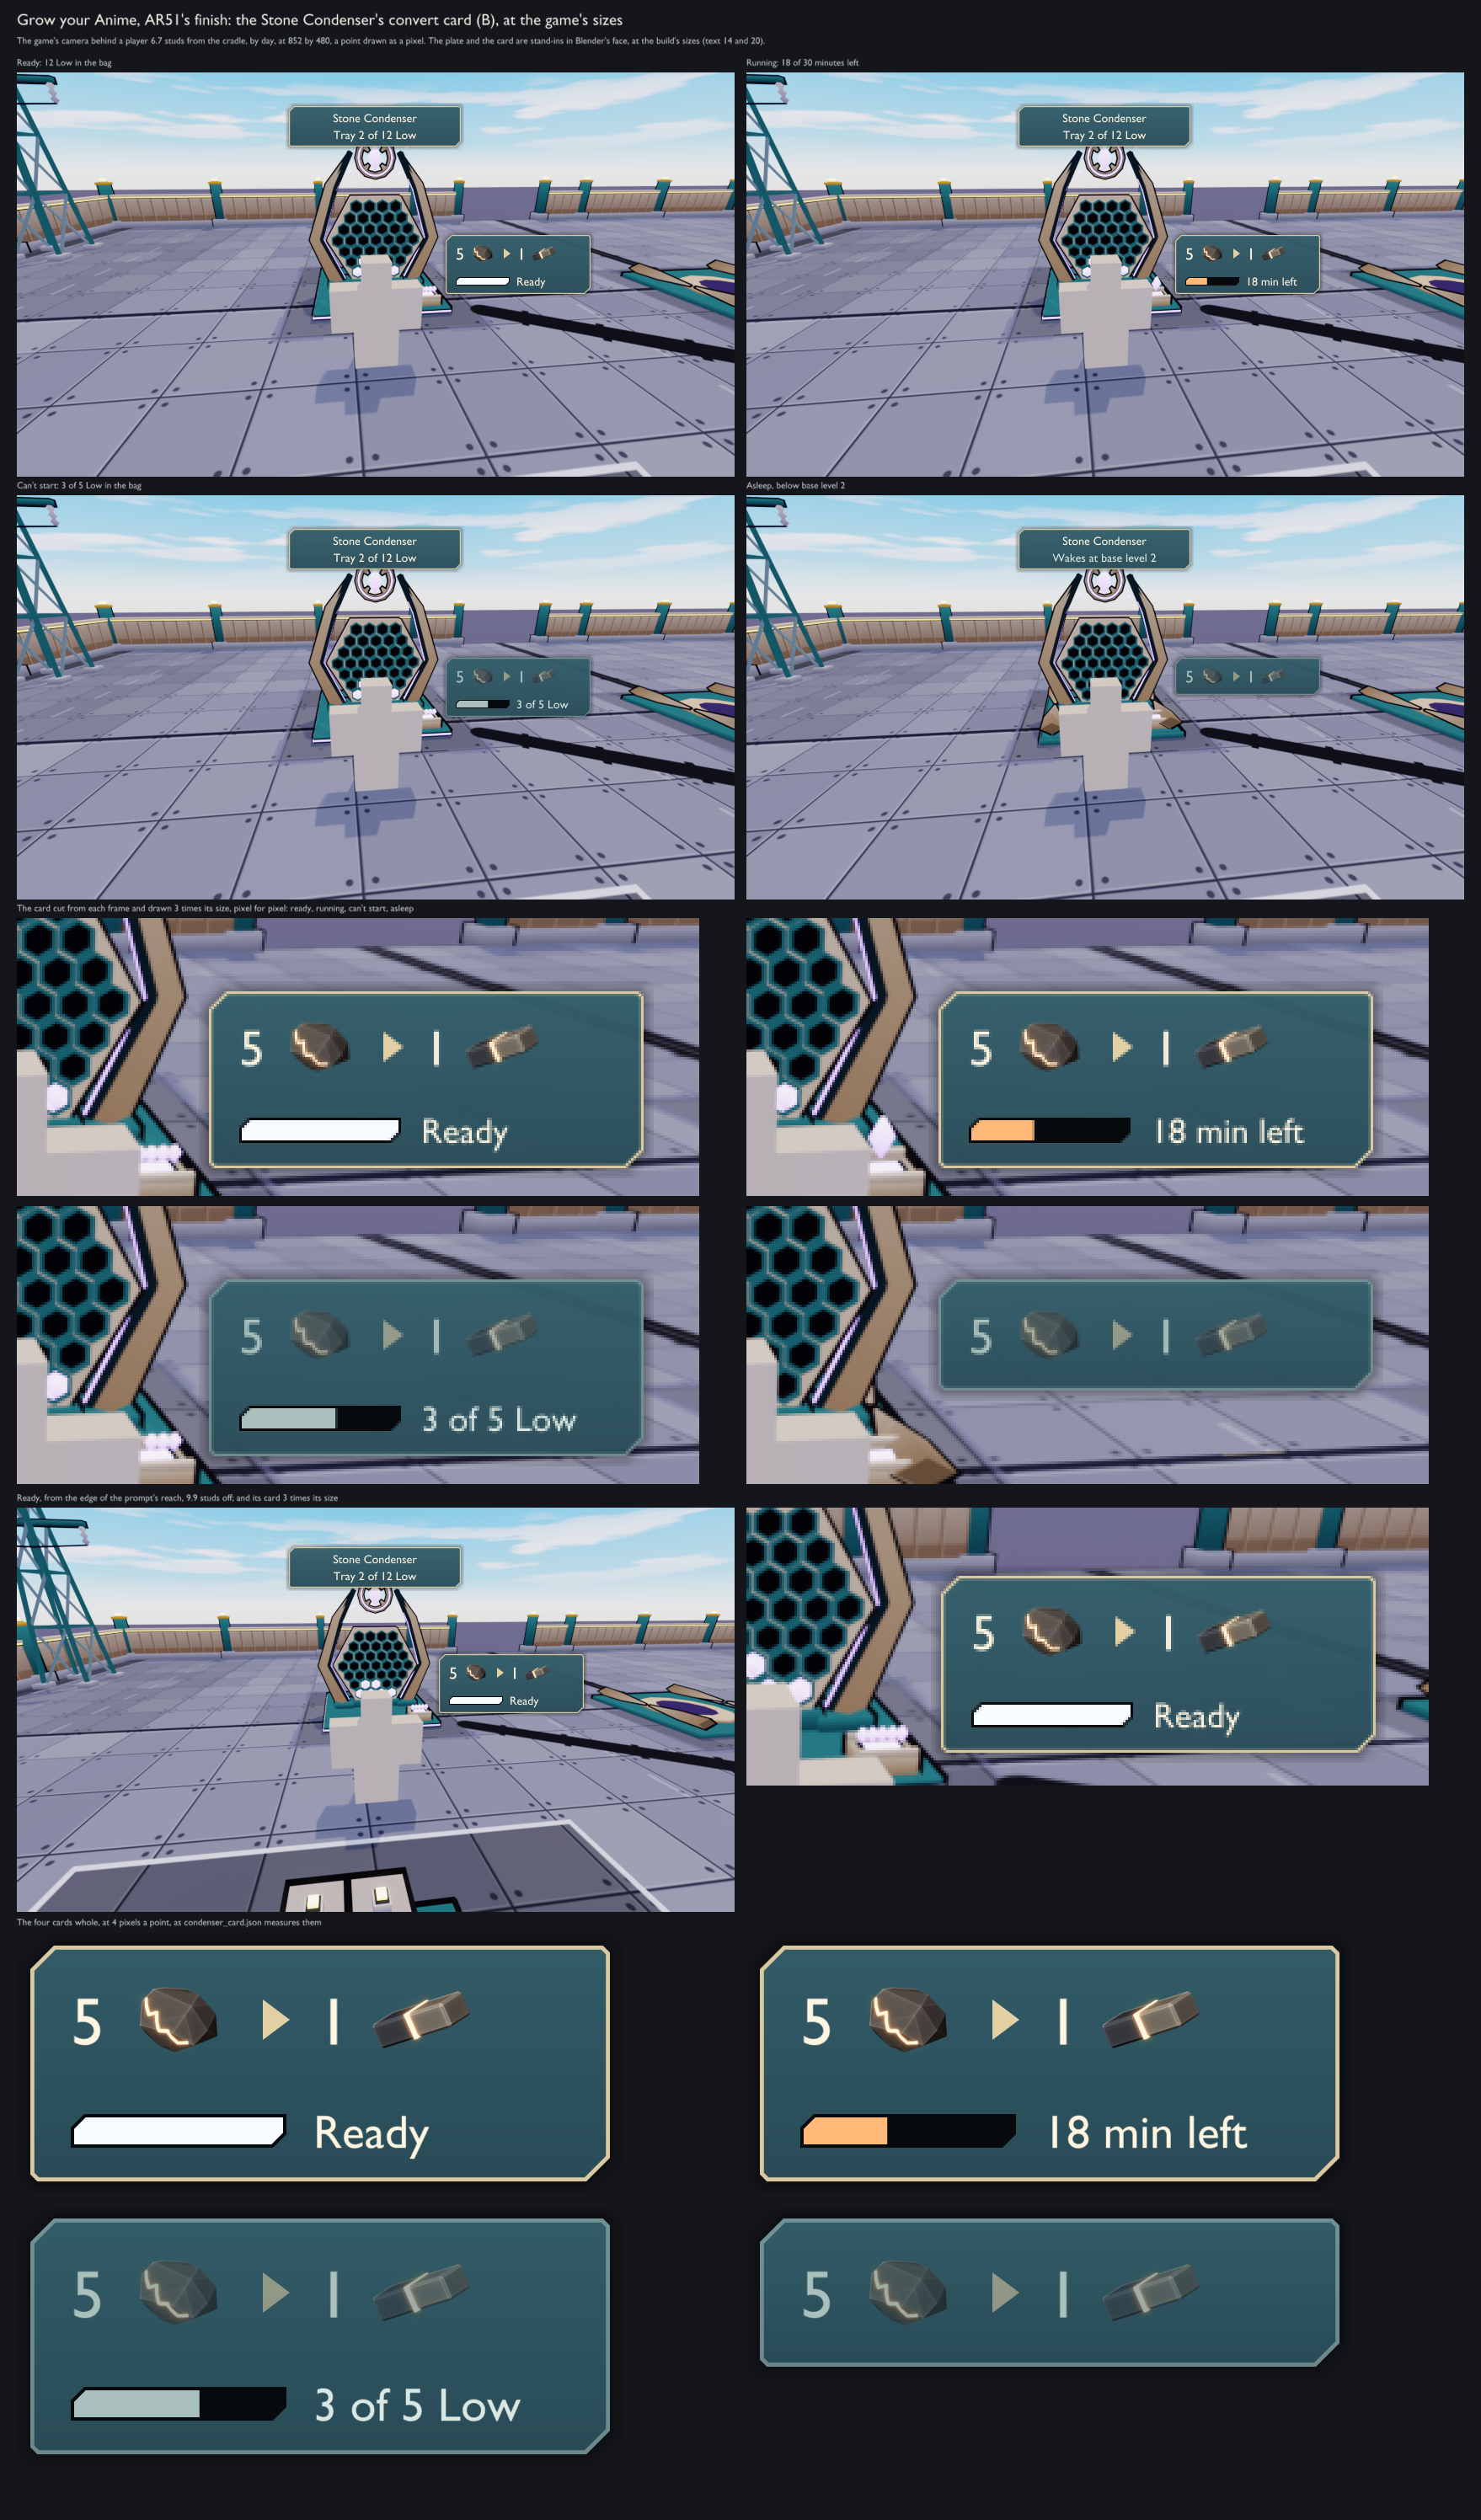 Grow your Anime, AR51's finish: the Stone Condenser's convert card (B), at the game's sizes
The game's camera behind a player 6.7 studs from the cradle, by day, at 852 by 480, a point drawn as a pixel. The plate and the card are stand-ins in Blender's face, at the build's sizes (text 14 and 20).
Ready: 12 Low in the bag
Running: 18 of 30 minutes left
Stone Condenser
Tray 2 of 12 Low
5 1
Ready
Stone Condenser
Tray 2 of 12 Low
5 1
18 min left
Can't start: 3 of 5 Low in the bag
Asleep, below base level 2
Stone Condenser
Tray 2 of 12 Low
5 1
3 of 5 Low
Stone Condenser
Wakes at base level 2
5 1
The card cut from each frame and drawn 3 times its size, pixel for pixel: ready, running, can't start, asleep
5 1
Ready
5 1
18 min left
5 1
3 of 5 Low
5 1
Ready, from the edge of the prompt's reach, 9.9 studs off; and its card 3 times its size
Stone Condenser
Tray 2 of 12 Low
5 1
Ready
5 1
Ready
The four cards whole, at 4 pixels a point, as condenser_card.json measures them
5 1
Ready
5 1
18 min left
5 1
3 of 5 Low
5 1